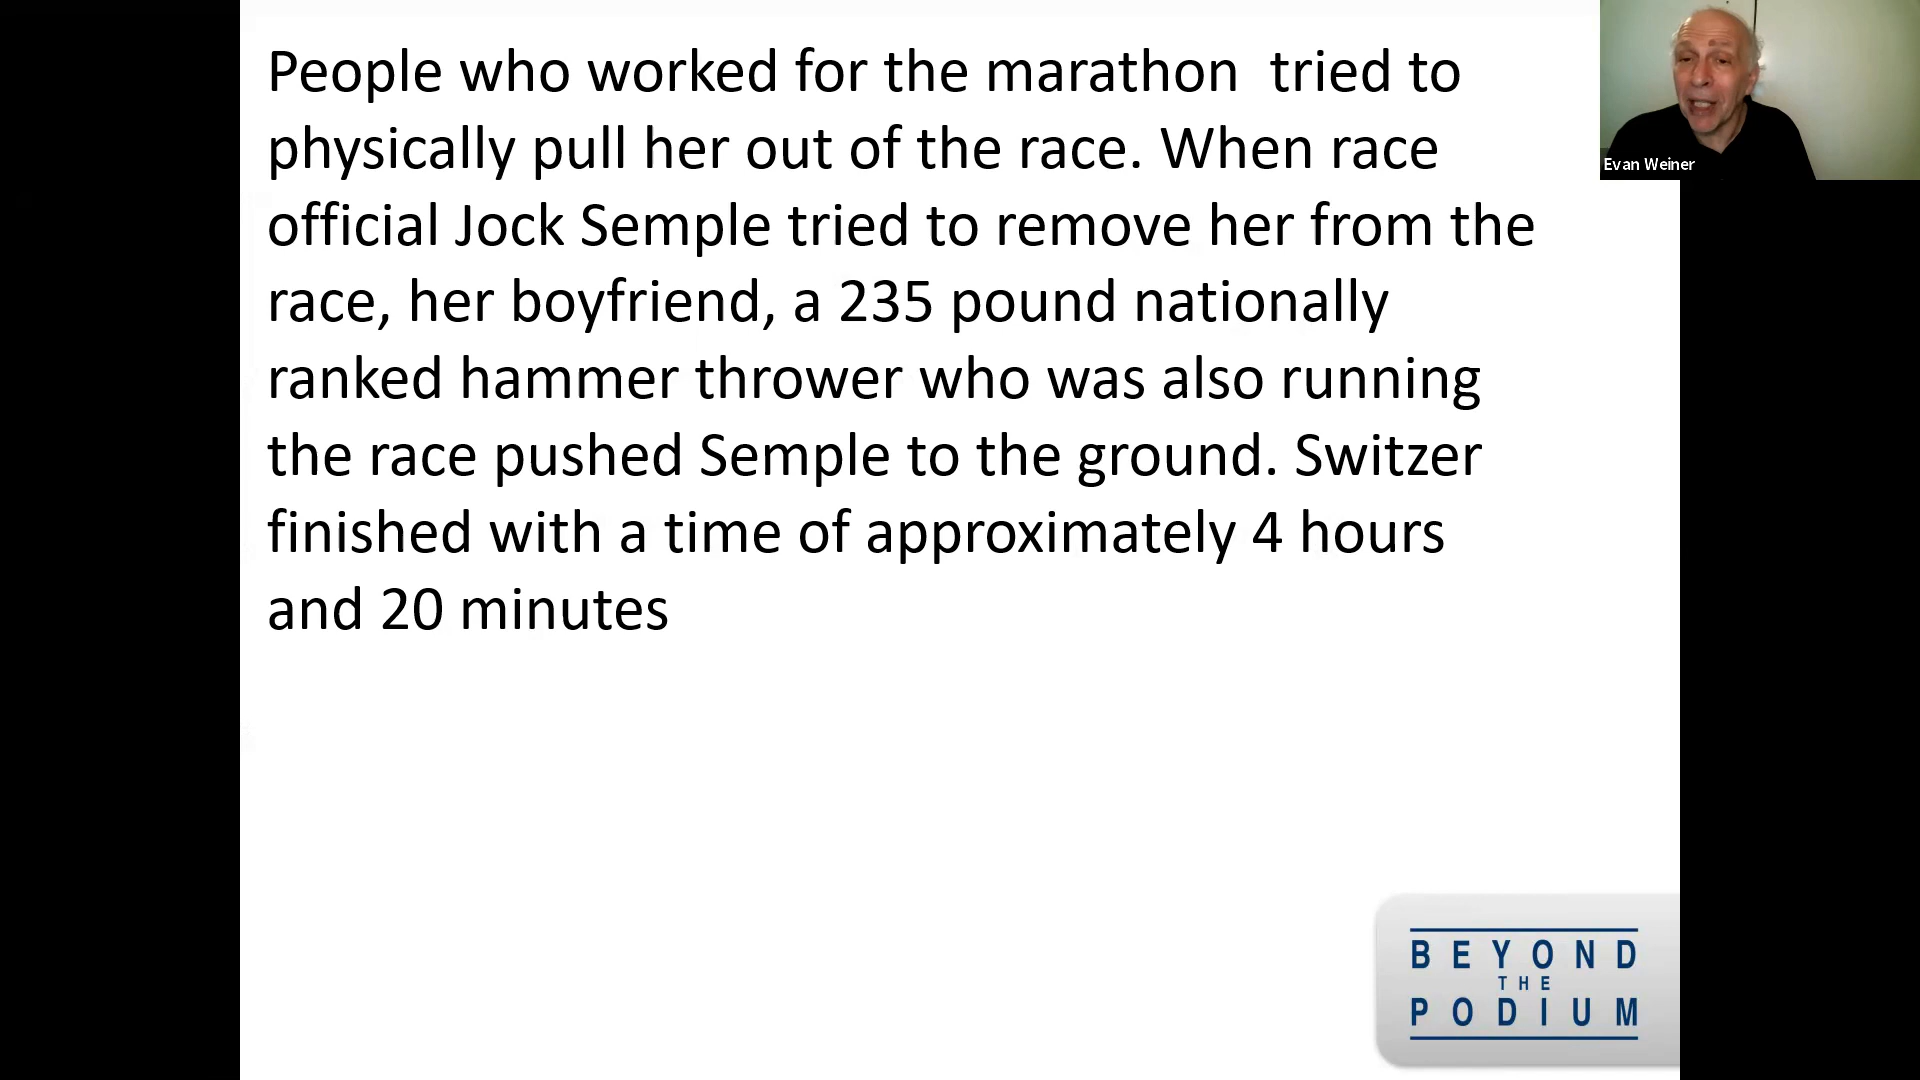 People who worked for the marathon  tried to
physically pull her out of the race. When race
official Jock Semple tried to remove her from the
race, her boyfriend, a 235 pound nationally
ranked hammer thrower who was also running
the race pushed Semple to the ground. Switzer
finished with a time of approximately 4 hours
and 20 minutes
Evan Weiner
BEYOND
THE
PODIUM